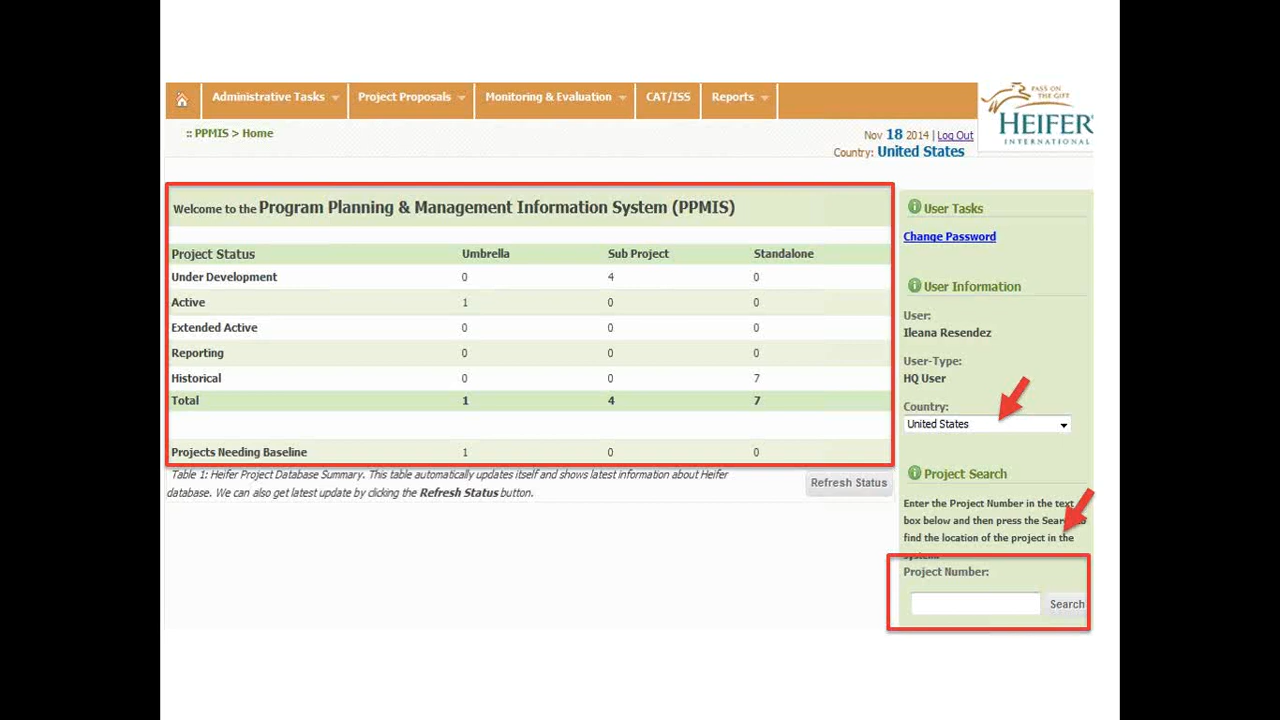 Administrative Tasks Project Proposals Monitoring & Evaluation CAT/ISS Reports
PASS ON
THE GIFT
HEIFER
INTERNATIONAL
:: PPMIS > Home
Nov 18 2014 | Log Out
Country: United States
Welcome to the Program Planning & Management Information System (PPMIS)
Project Status Umbrella Sub Project Standalone
Under Development 0 4 0
Active 1 0 0
Extended Active 0 0 0
Reporting 0 0 0
Historical 0 0 7
Total 1 4 7
Projects Needing Baseline 1 0 0
Table 1: Heifer Project Database Summary. This table automatically updates itself and shows latest information about Heifer
database. We can also get latest update by clicking the Refresh Status button.
Refresh Status
User Tasks
Change Password
User Information
User:
Ileana Resendez
User-Type:
HQ User
Country:
United States
Project Search
Enter the Project Number in the text
box below and then press the Search to
find the location of the project in the
system.
Project Number:
Search